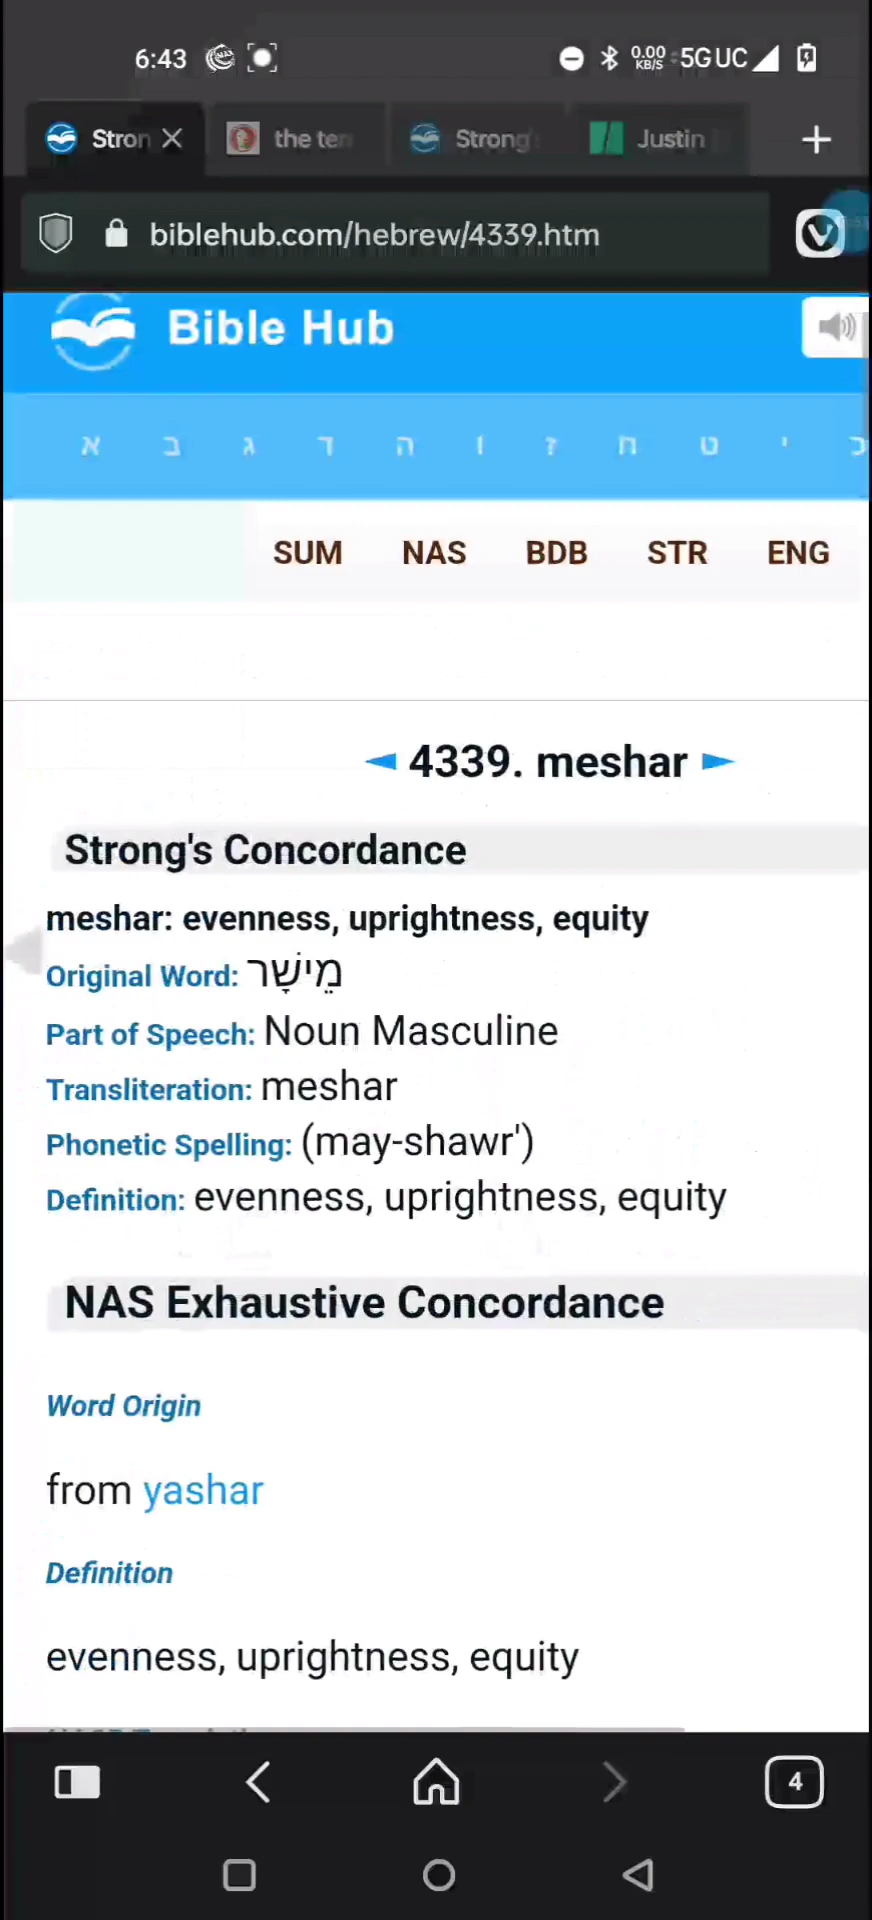 6:43 0.00 KB/S 5G UC
Stron the ten Strong' Justin
biblehub.com/hebrew/4339.htm
Bible Hub
א ב ג ד ה ו ז ח ט י כ
SUM NAS BDB STR ENG
4339. meshar
Strong's Concordance
meshar: evenness, uprightness, equity
Original Word: מֵישָׁר
Part of Speech: Noun Masculine
Transliteration: meshar
Phonetic Spelling: (may-shawr')
Definition: evenness, uprightness, equity
NAS Exhaustive Concordance
Word Origin
from yashar
Definition
evenness, uprightness, equity
4